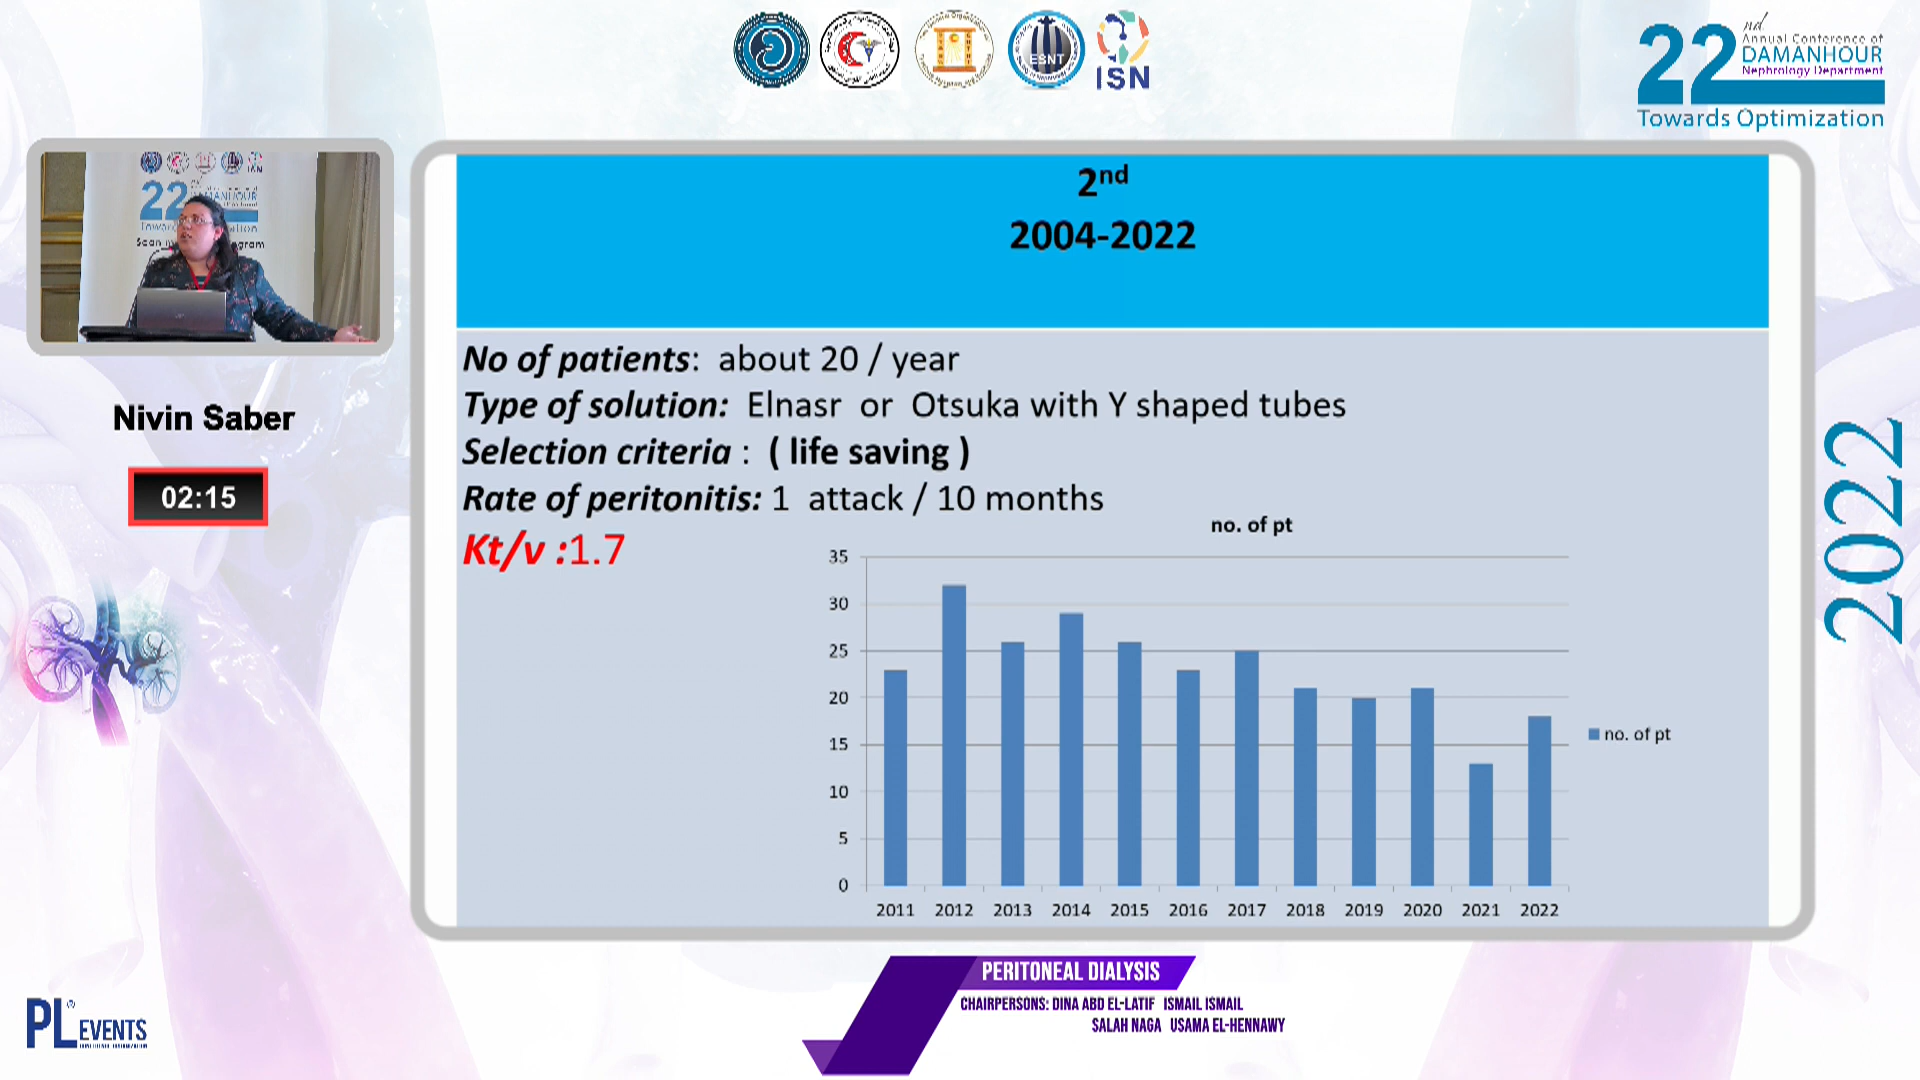 ESNT
ISN
22nd
Annual Conference of
DAMANHOUR
Nephrology Department
Towards Optimization
22
DAMANHOUR
Nivin Saber
02:15
2nd
2004-2022
No of patients: about 20 / year
Type of solution: Elnasr or Otsuka with Y shaped tubes
Selection criteria : ( life saving )
Rate of peritonitis: 1 attack / 10 months
Kt/v :1.7
no. of pt
35
30
25
20
15
10
5
0
2011 2012 2013 2014 2015 2016 2017 2018 2019 2020 2021 2022
no. of pt
2022
PERITONEAL DIALYSIS
CHAIRPERSONS: DINA ABD EL-LATIF ISMAIL ISMAIL
SALAH NAGA USAMA EL-HENNAWY
PL EVENTS